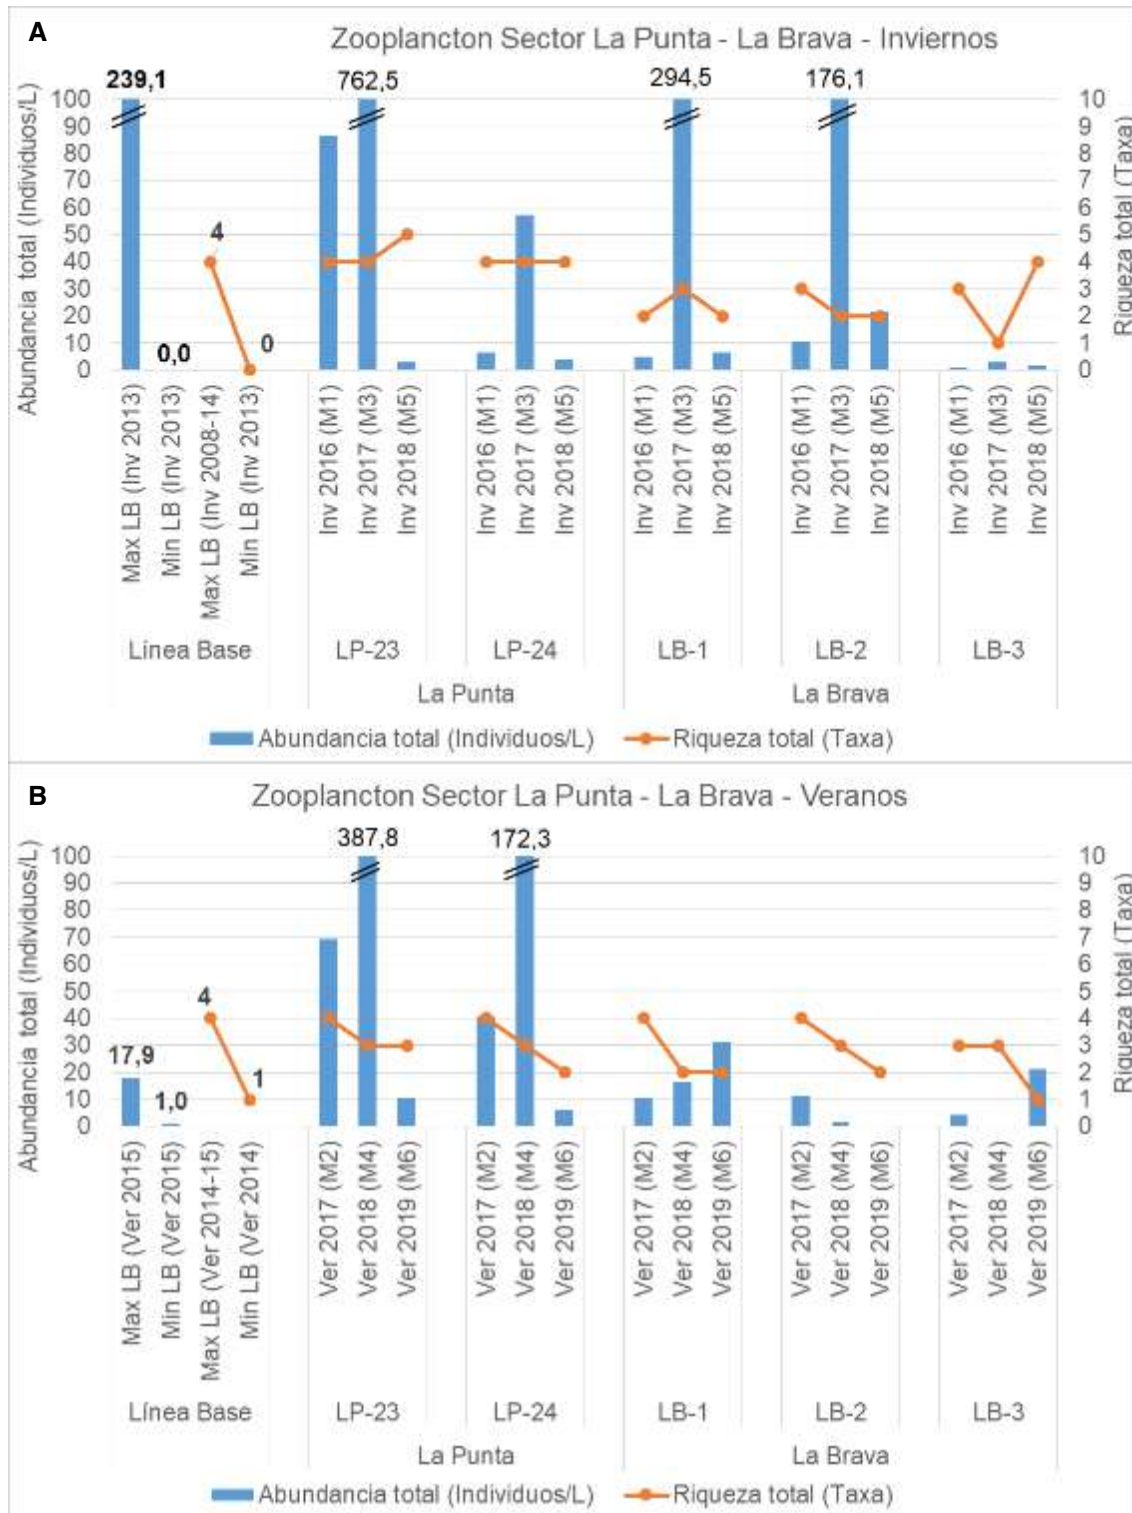 A
Zooplancton Sector La Punta - La Brava - Inviernos
239,1 762,5 294,5 176,1
Abundancia total (Individuos/L)
100 90 80 70 60 50 40 30 20 10 0
4 0,0 0
10 9 8 7 6 5 4 3 2 1 0
Riqueza total (Taxa)
Max LB (Inv 2013)
Min LB (Inv 2013)
Max LB (Inv 2008-14)
Min LB (Inv 2013)
Inv 2016 (M1)
Inv 2017 (M3)
Inv 2018 (M5)
Inv 2016 (M1)
Inv 2017 (M3)
Inv 2018 (M5)
Inv 2016 (M1)
Inv 2017 (M3)
Inv 2018 (M5)
Inv 2016 (M1)
Inv 2017 (M3)
Inv 2018 (M5)
Inv 2016 (M1)
Inv 2017 (M3)
Inv 2018 (M5)
Línea Base LP-23 LP-24 LB-1 LB-2 LB-3
La Punta La Brava
Abundancia total (Individuos/L) Riqueza total (Taxa)
B
Zooplancton Sector La Punta - La Brava - Veranos
387,8 172,3
Abundancia total (Individuos/L)
100 90 80 70 60 50 40 30 20 10 0
17,9 1,0 4 1
10 9 8 7 6 5 4 3 2 1 0
Riqueza total (Taxa)
Max LB (Ver 2015)
Min LB (Ver 2015)
Max LB (Ver 2014-15)
Min LB (Ver 2014)
Ver 2017 (M2)
Ver 2018 (M4)
Ver 2019 (M6)
Ver 2017 (M2)
Ver 2018 (M4)
Ver 2019 (M6)
Ver 2017 (M2)
Ver 2018 (M4)
Ver 2019 (M6)
Ver 2017 (M2)
Ver 2018 (M4)
Ver 2019 (M6)
Ver 2017 (M2)
Ver 2018 (M4)
Ver 2019 (M6)
Línea Base LP-23 LP-24 LB-1 LB-2 LB-3
La Punta La Brava
Abundancia total (Individuos/L) Riqueza total (Taxa)